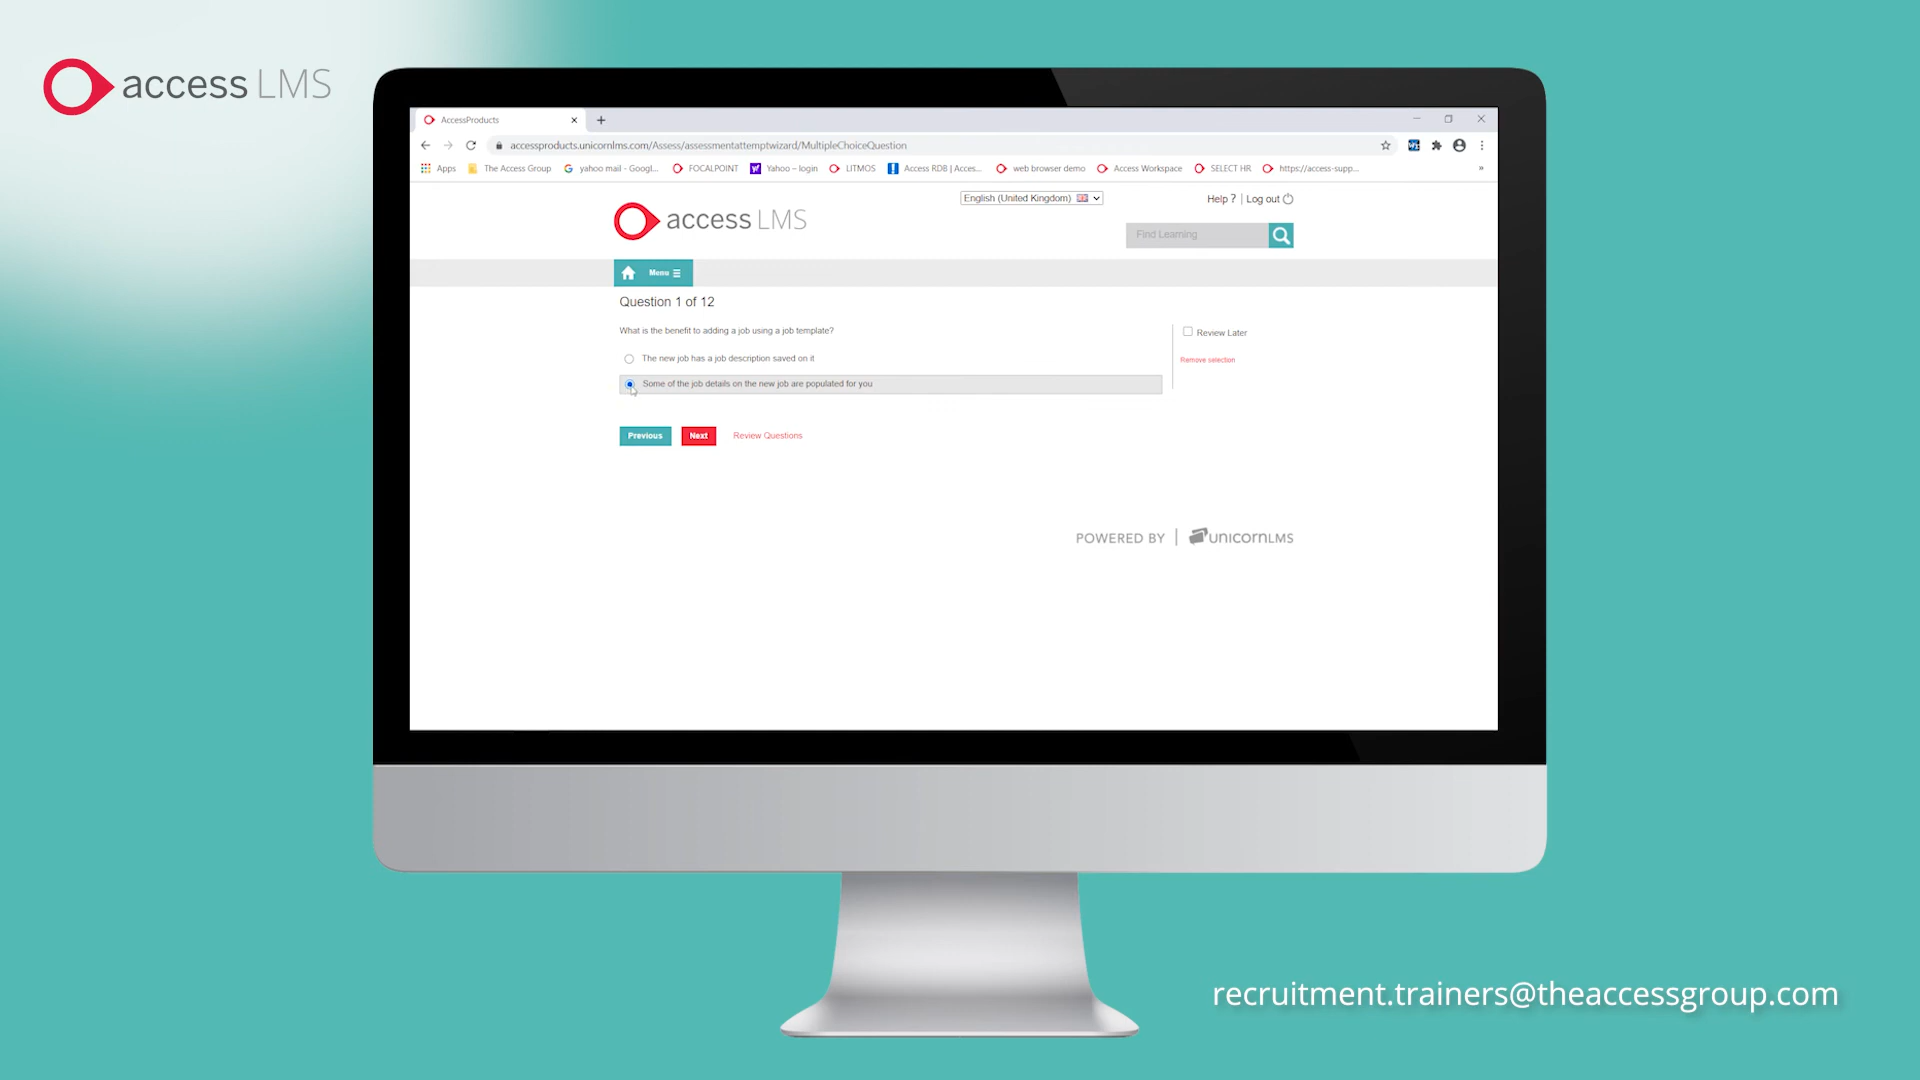 access LMS
AccessProducts
accessproducts.unicornlms.com/Assess/assessmentattemptwizard/MultipleChoiceQuestion
Apps The Access Group yahoo mail - Googl... FOCALPOINT Yahoo – login LITMOS Access RDB | Acces... web browser demo Access Workspace SELECT HR https://access-supp... »
English (United Kingdom) Help ? | Log out
access LMS
Find Learning
Menu
Question 1 of 12
What is the benefit to adding a job using a job template?
Review Later
The new job has a job description saved on it
Remove selection
Some of the job details on the new job are populated for you
Previous Next Review Questions
POWERED BY | UNICORNLMS
recruitment.trainers@theaccessgroup.com